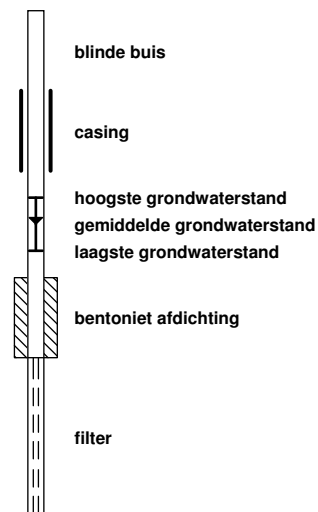 blinde buis
casing
hoogste grondwaterstand
gemiddelde grondwaterstand
laagste grondwaterstand
bentoniet afdichting
filter